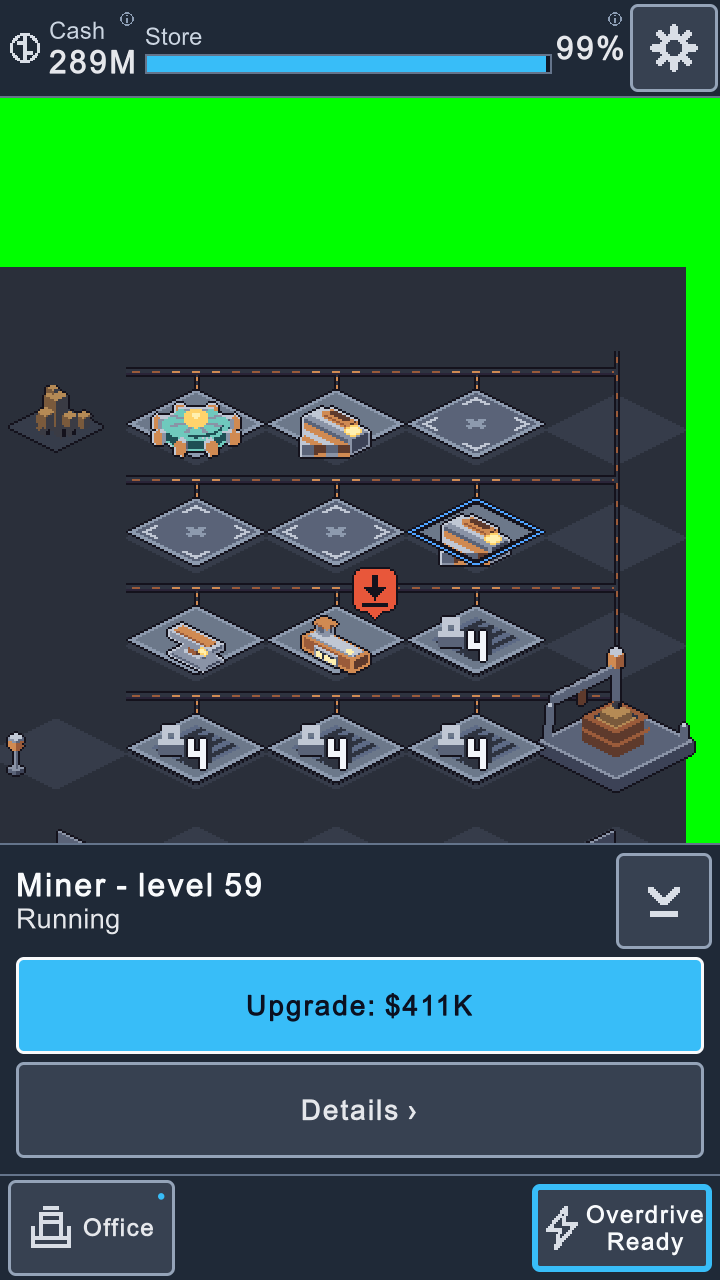 Cash
289M
Store
99%
4
4
4
4
Miner - level 59
Running
Upgrade: $411K
Details ›
Office
Overdrive
Ready